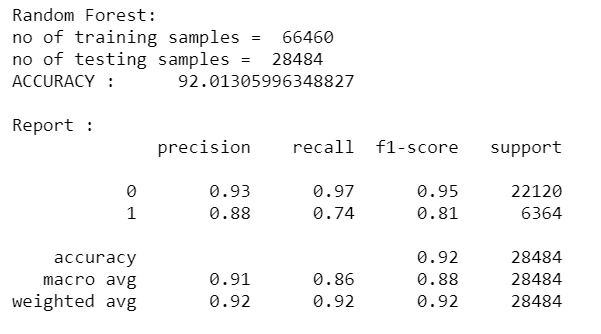 Random Forest:
no of training samples =  66460
no of testing samples =  28484
ACCURACY :      92.01305996348827
Report :
precision    recall  f1-score   support
0       0.93      0.97      0.95     22120
1       0.88      0.74      0.81      6364
accuracy                           0.92     28484
macro avg       0.91      0.86      0.88     28484
weighted avg       0.92      0.92      0.92     28484